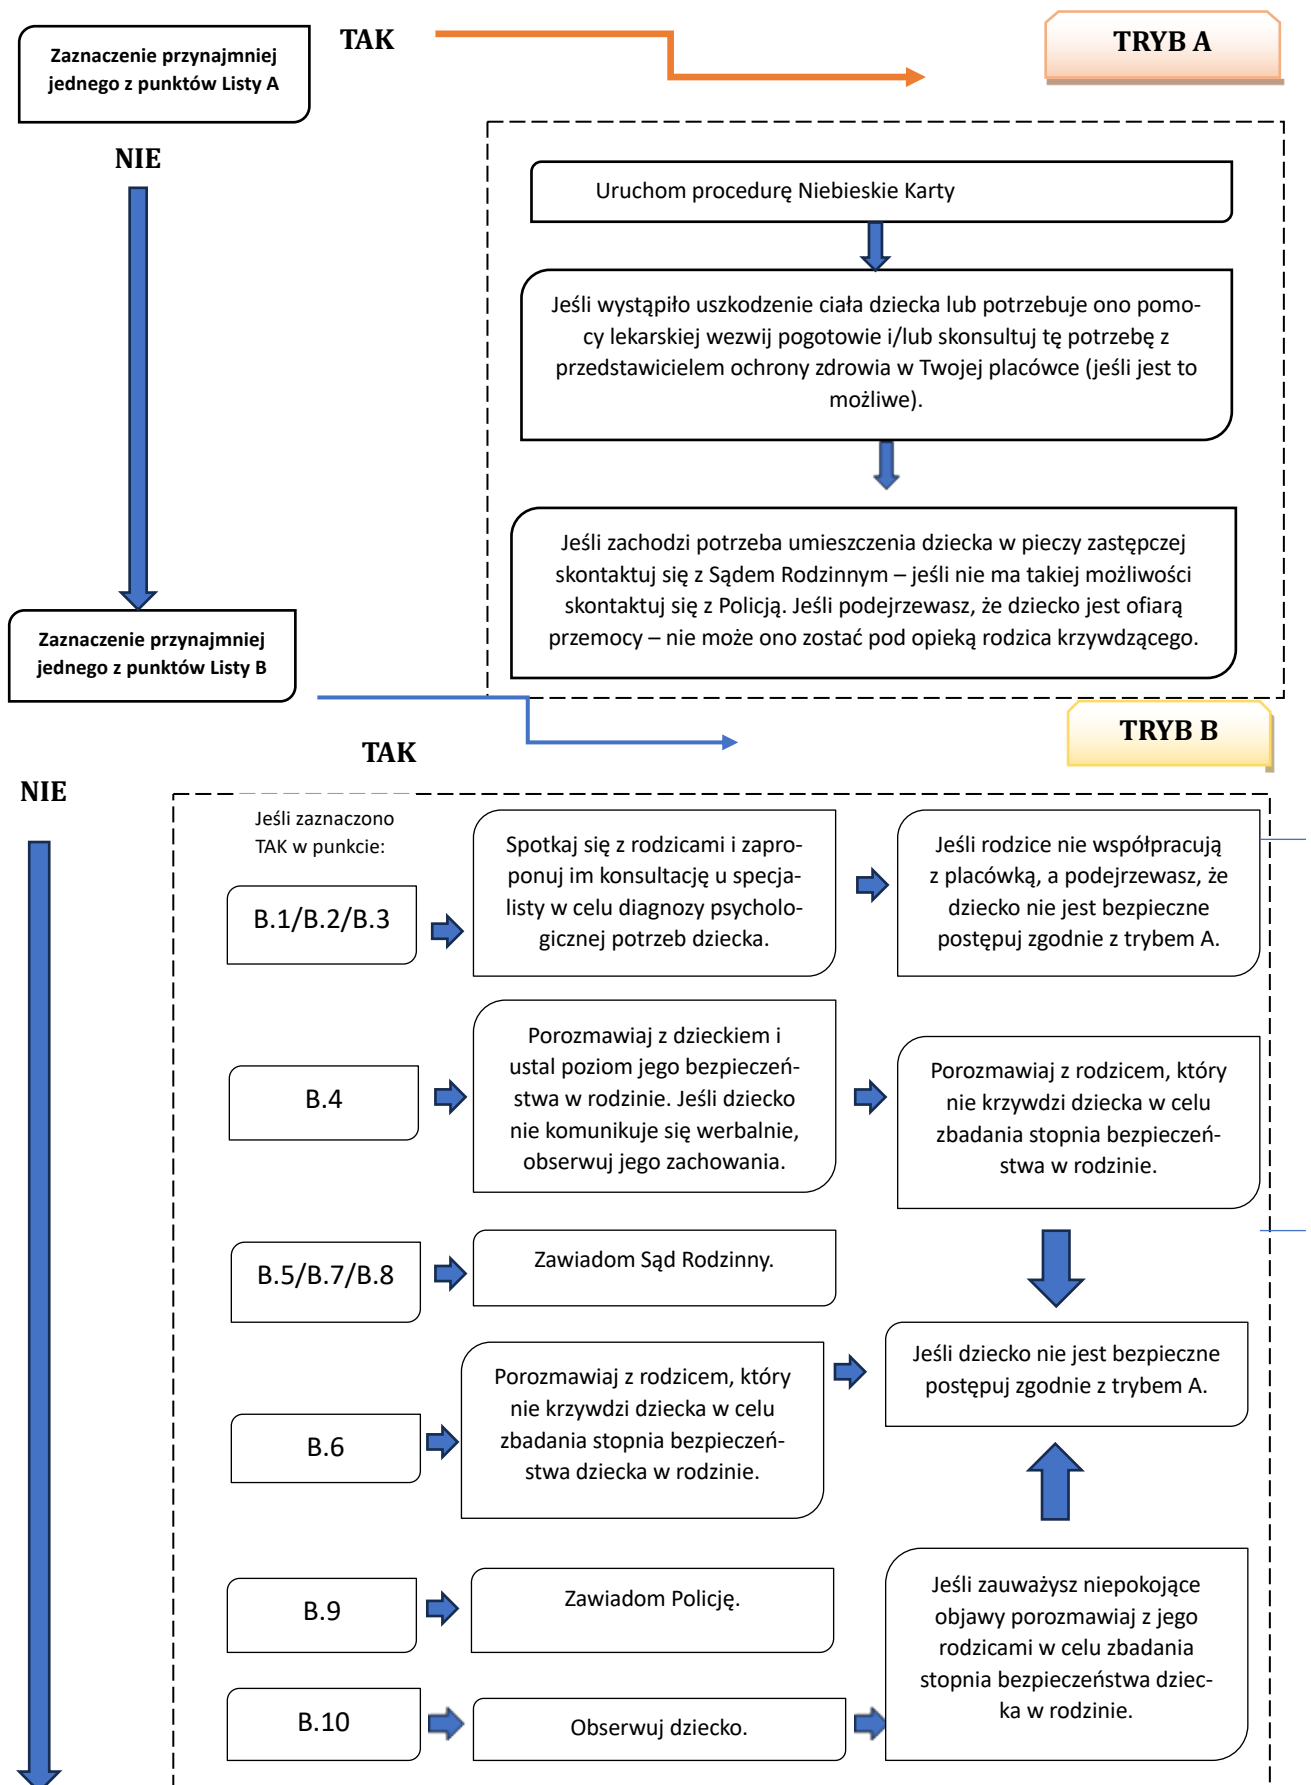 Zaznaczenie przynajmniej
jednego z punktów Listy A
TAK
TRYB A
NIE
Uruchom procedurę Niebieskie Karty
Jeśli wystąpiło uszkodzenie ciała dziecka lub potrzebuje ono pomo-
cy lekarskiej wezwij pogotowie i/lub skonsultuj tę potrzebę z
przedstawicielem ochrony zdrowia w Twojej placówce (jeśli jest to
możliwe).
Jeśli zachodzi potrzeba umieszczenia dziecka w pieczy zastępczej
skontaktuj się z Sądem Rodzinnym – jeśli nie ma takiej możliwości
skontaktuj się z Policją. Jeśli podejrzewasz, że dziecko jest ofiarą
przemocy – nie może ono zostać pod opieką rodzica krzywdzącego.
Zaznaczenie przynajmniej
jednego z punktów Listy B
TAK
TRYB B
NIE
Jeśli zaznaczono
TAK w punkcie:
B.1/B.2/B.3
Spotkaj się z rodzicami i zapro-
ponuj im konsultację u specja-
listy w celu diagnozy psycholo-
gicznej potrzeb dziecka.
Jeśli rodzice nie współpracują
z placówką, a podejrzewasz, że
dziecko nie jest bezpieczne
postępuj zgodnie z trybem A.
B.4
Porozmawiaj z dzieckiem i
ustal poziom jego bezpieczeń-
stwa w rodzinie. Jeśli dziecko
nie komunikuje się werbalnie,
obserwuj jego zachowania.
Porozmawiaj z rodzicem, który
nie krzywdzi dziecka w celu
zbadania stopnia bezpieczeń-
stwa w rodzinie.
B.5/B.7/B.8
Zawiadom Sąd Rodzinny.
Jeśli dziecko nie jest bezpieczne
postępuj zgodnie z trybem A.
B.6
Porozmawiaj z rodzicem, który
nie krzywdzi dziecka w celu
zbadania stopnia bezpieczeń-
stwa dziecka w rodzinie.
B.9
Zawiadom Policję.
Jeśli zauważysz niepokojące
objawy porozmawiaj z jego
rodzicami w celu zbadania
stopnia bezpieczeństwa dziec-
ka w rodzinie.
B.10
Obserwuj dziecko.